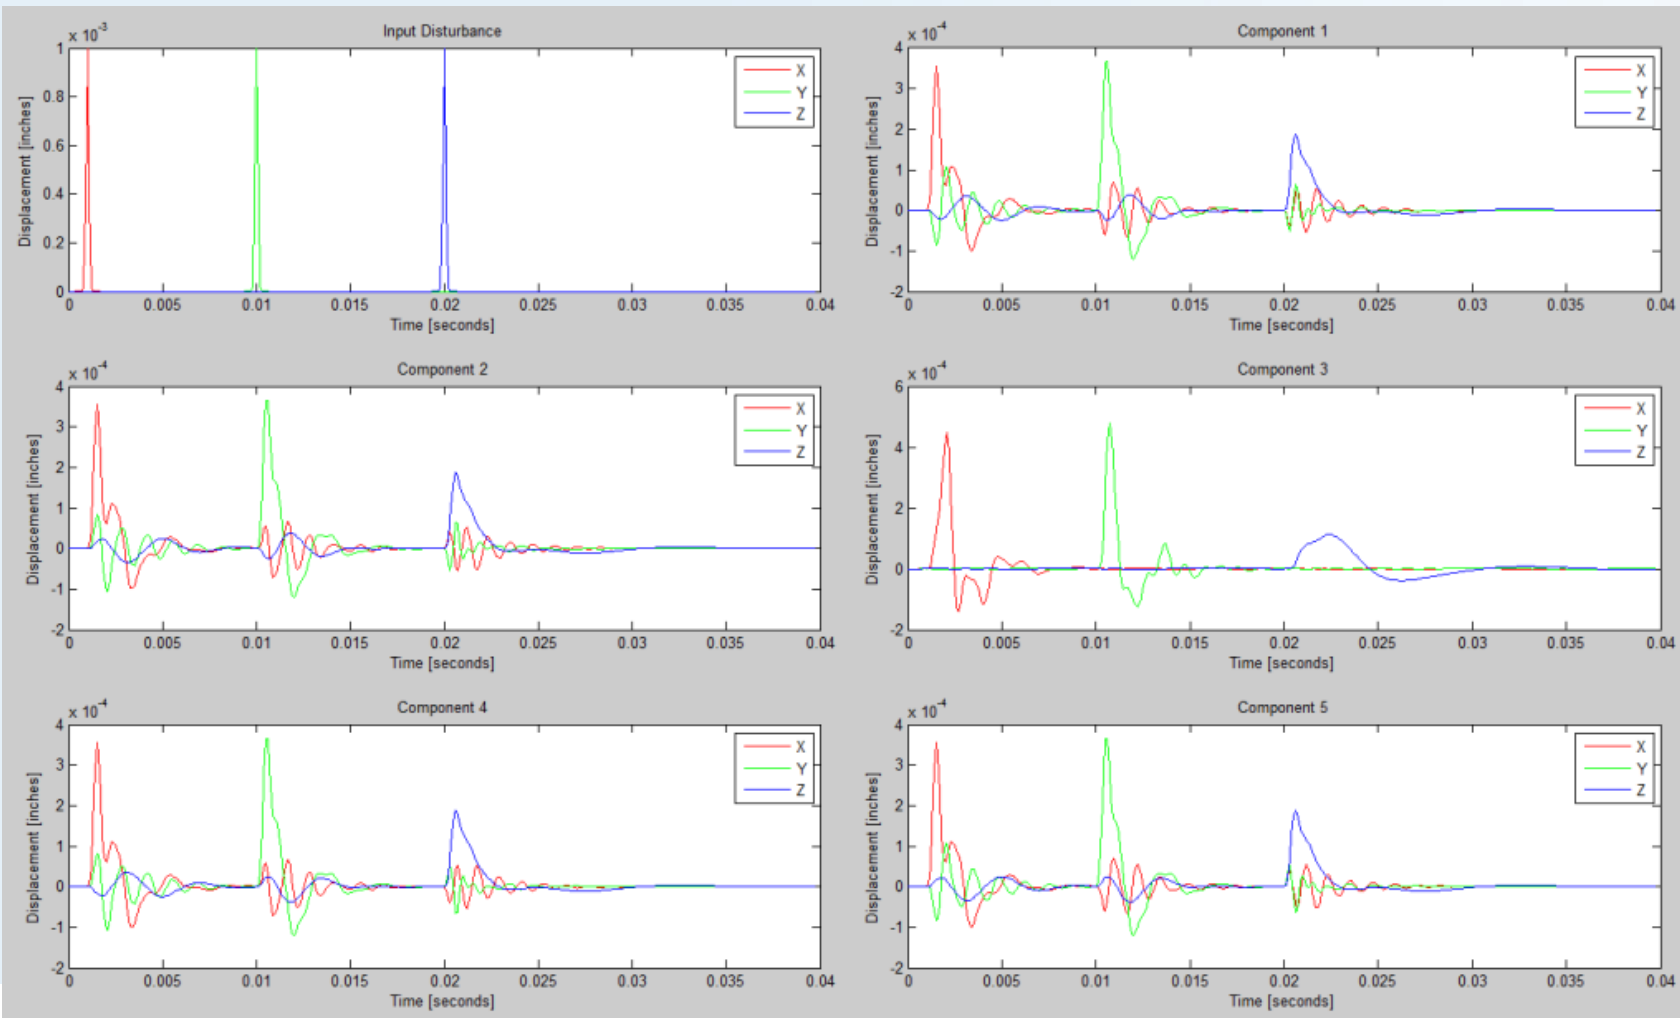 Input Disturbance
x 10^-3
1
0.8
0.6
0.4
0.2
0
Displacement [inches]
X
Y
Z
0 0.005 0.01 0.015 0.02 0.025 0.03 0.035 0.04
Time [seconds]
Component 1
x 10^-4
4
3
2
1
0
-1
-2
Displacement [inches]
X
Y
Z
0 0.005 0.01 0.015 0.02 0.025 0.03 0.035 0.04
Time [seconds]
Component 2
x 10^-4
4
3
2
1
0
-1
-2
Displacement [inches]
X
Y
Z
0 0.005 0.01 0.015 0.02 0.025 0.03 0.035 0.04
Time [seconds]
Component 3
x 10^-4
6
4
2
0
-2
Displacement [inches]
X
Y
Z
0 0.005 0.01 0.015 0.02 0.025 0.03 0.035 0.04
Time [seconds]
Component 4
x 10^-4
4
3
2
1
0
-1
-2
Displacement [inches]
X
Y
Z
0 0.005 0.01 0.015 0.02 0.025 0.03 0.035 0.04
Time [seconds]
Component 5
x 10^-4
4
3
2
1
0
-1
-2
Displacement [inches]
X
Y
Z
0 0.005 0.01 0.015 0.02 0.025 0.03 0.035 0.04
Time [seconds]